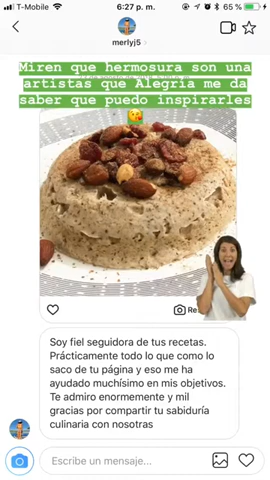 T-Mobile
6:27 p. m.
65 %
merlyj5
Miren que hermosura son una
artistas que Alegría me da
saber que puedo inspirarles
Soy fiel seguidora de tus recetas.
Prácticamente todo lo que como lo
saco de tu página y eso me ha
ayudado muchísimo en mis objetivos.
Te admiro enormemente y mil
gracias por compartir tu sabiduría
culinaria con nosotras
Escribe un mensaje...